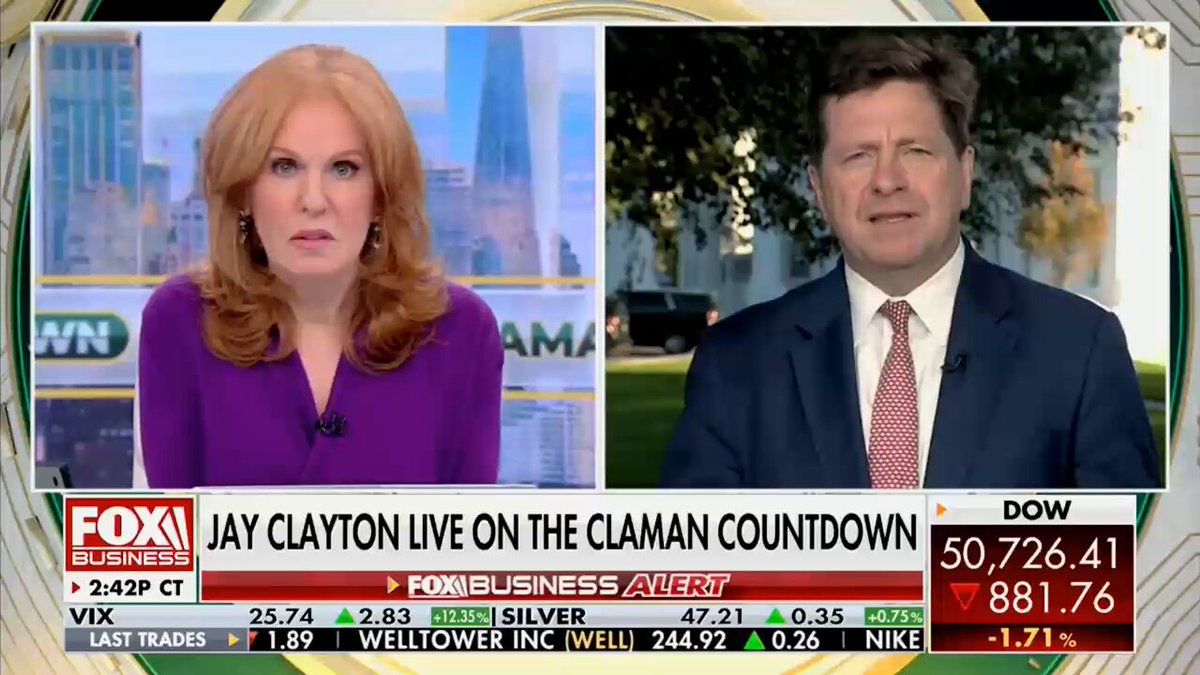 WN
AMA
FOX
BUSINESS
2:42P CT
JAY CLAYTON LIVE ON THE CLAMAN COUNTDOWN
FOX BUSINESS ALERT
DOW
50,726.41
881.76
-1.71%
VIX 25.74 2.83 +12.35% SILVER 47.21 0.35 +0.75%
LAST TRADES 1.89 WELLTOWER INC (WELL) 244.92 0.26 NIKE